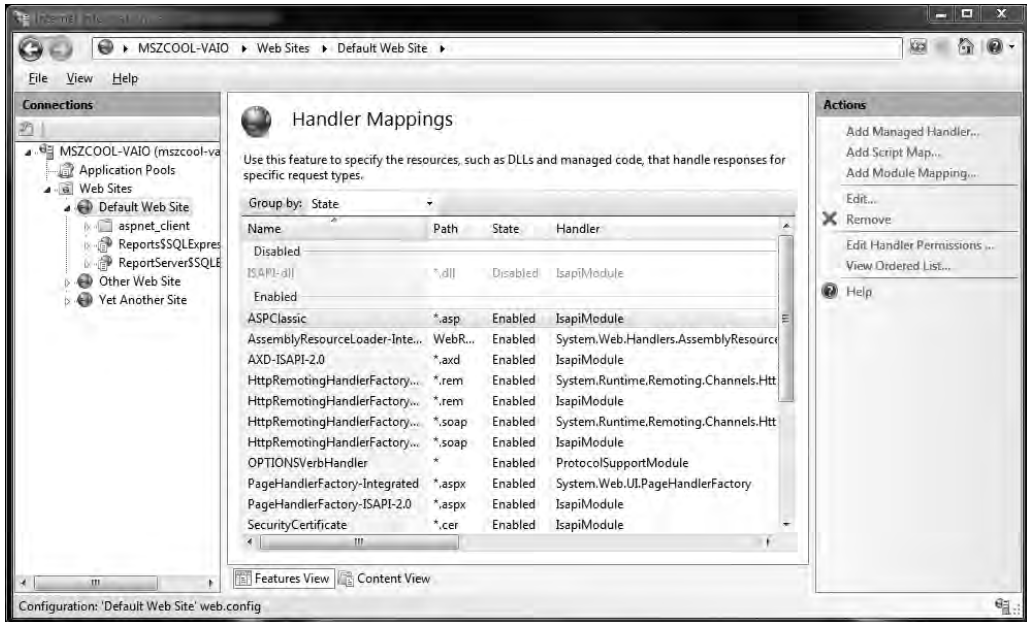 Internet Information
MSZCOOL-VAIO Web Sites Default Web Site
File View Help
Connections
MSZCOOL-VAIO (mszcool-va
Application Pools
Web Sites
Default Web Site
aspnet_client
Reports$SQLExpres
ReportServer$SQLE
Other Web Site
Yet Another Site
Handler Mappings
Use this feature to specify the resources, such as DLLs and managed code, that handle responses for
specific request types.
Group by: State
Name Path State Handler
Disabled
ISAPI-dll *.dll Disabled IsapiModule
Enabled
ASPClassic *.asp Enabled IsapiModule
AssemblyResourceLoader-Inte... WebR... Enabled System.Web.Handlers.AssemblyResource
AXD-ISAPI-2.0 *.axd Enabled IsapiModule
HttpRemotingHandlerFactory... *.rem Enabled System.Runtime.Remoting.Channels.Htt
HttpRemotingHandlerFactory... *.rem Enabled IsapiModule
HttpRemotingHandlerFactory... *.soap Enabled System.Runtime.Remoting.Channels.Htt
HttpRemotingHandlerFactory... *.soap Enabled IsapiModule
OPTIONSVerbHandler * Enabled ProtocolSupportModule
PageHandlerFactory-Integrated *.aspx Enabled System.Web.UI.PageHandlerFactory
PageHandlerFactory-ISAPI-2.0 *.aspx Enabled IsapiModule
SecurityCertificate *.cer Enabled IsapiModule
Features View Content View
Actions
Add Managed Handler...
Add Script Map...
Add Module Mapping...
Edit...
Remove
Edit Handler Permissions ...
View Ordered List...
Help
Configuration: 'Default Web Site' web.config